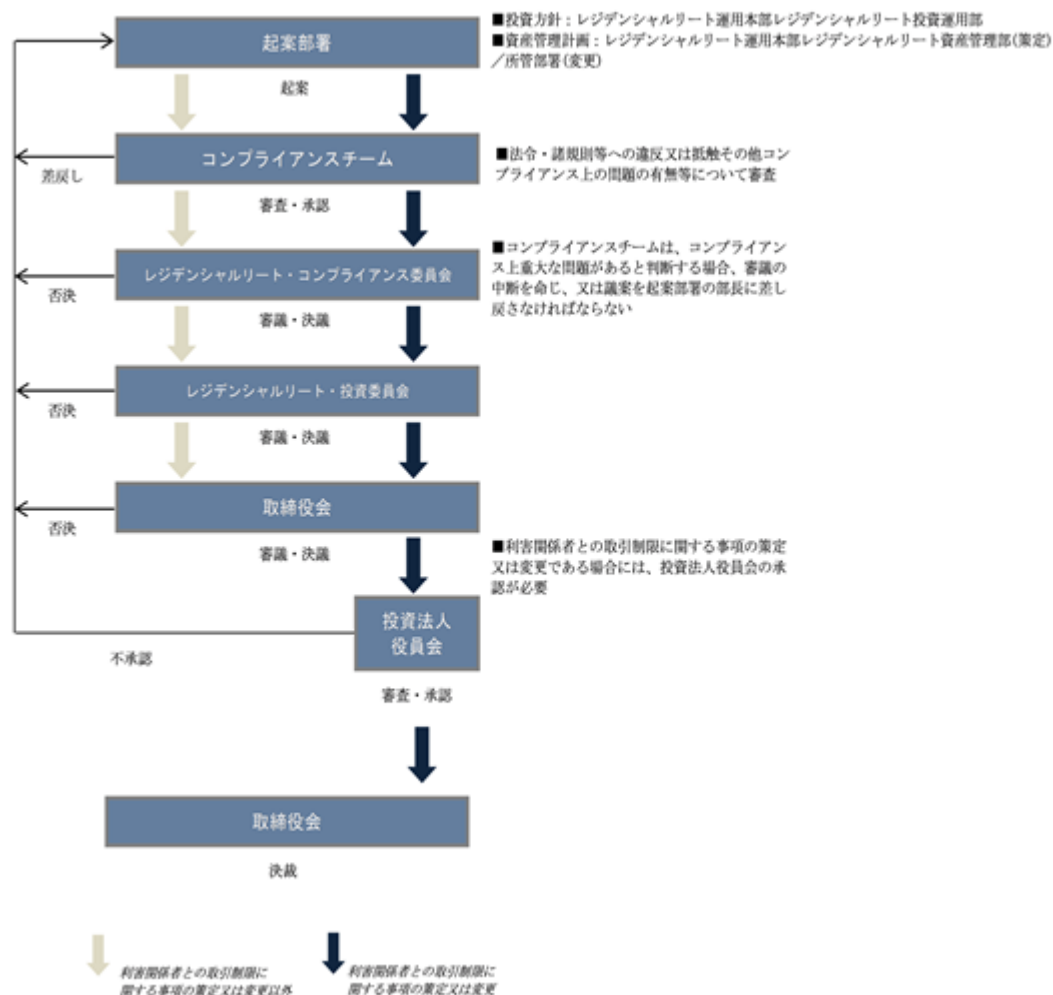 起案部署
■投資方針：レジデンシャルリート運用本部レジデンシャルリート投資運用部
■資産管理計画：レジデンシャルリート運用本部レジデンシャルリート資産管理部(策定)
／所管部署(変更)
起案
コンプライアンスチーム
■法令・諸規則等への違反又は抵触その他コン
プライアンス上の問題の有無等について審査
差戻し
審査・承認
レジデンシャルリート・コンプライアンス委員会
■コンプライアンスチームは、コンプライアン
ス上重大な問題があると判断する場合、審議の
中断を命じ、又は議案を起案部署の部長に差し
戻さなければならない
否決
審議・決議
レジデンシャルリート・投資委員会
否決
審議・決議
取締役会
否決
審議・決議
■利害関係者との取引制限に関する事項の策定
又は変更である場合には、投資法人役員会の承
認が必要
投資法人
役員会
不承認
審査・承認
取締役会
決裁
利害関係者との取引制限に
関する事項の策定又は変更以外
利害関係者との取引制限に
関する事項の策定又は変更